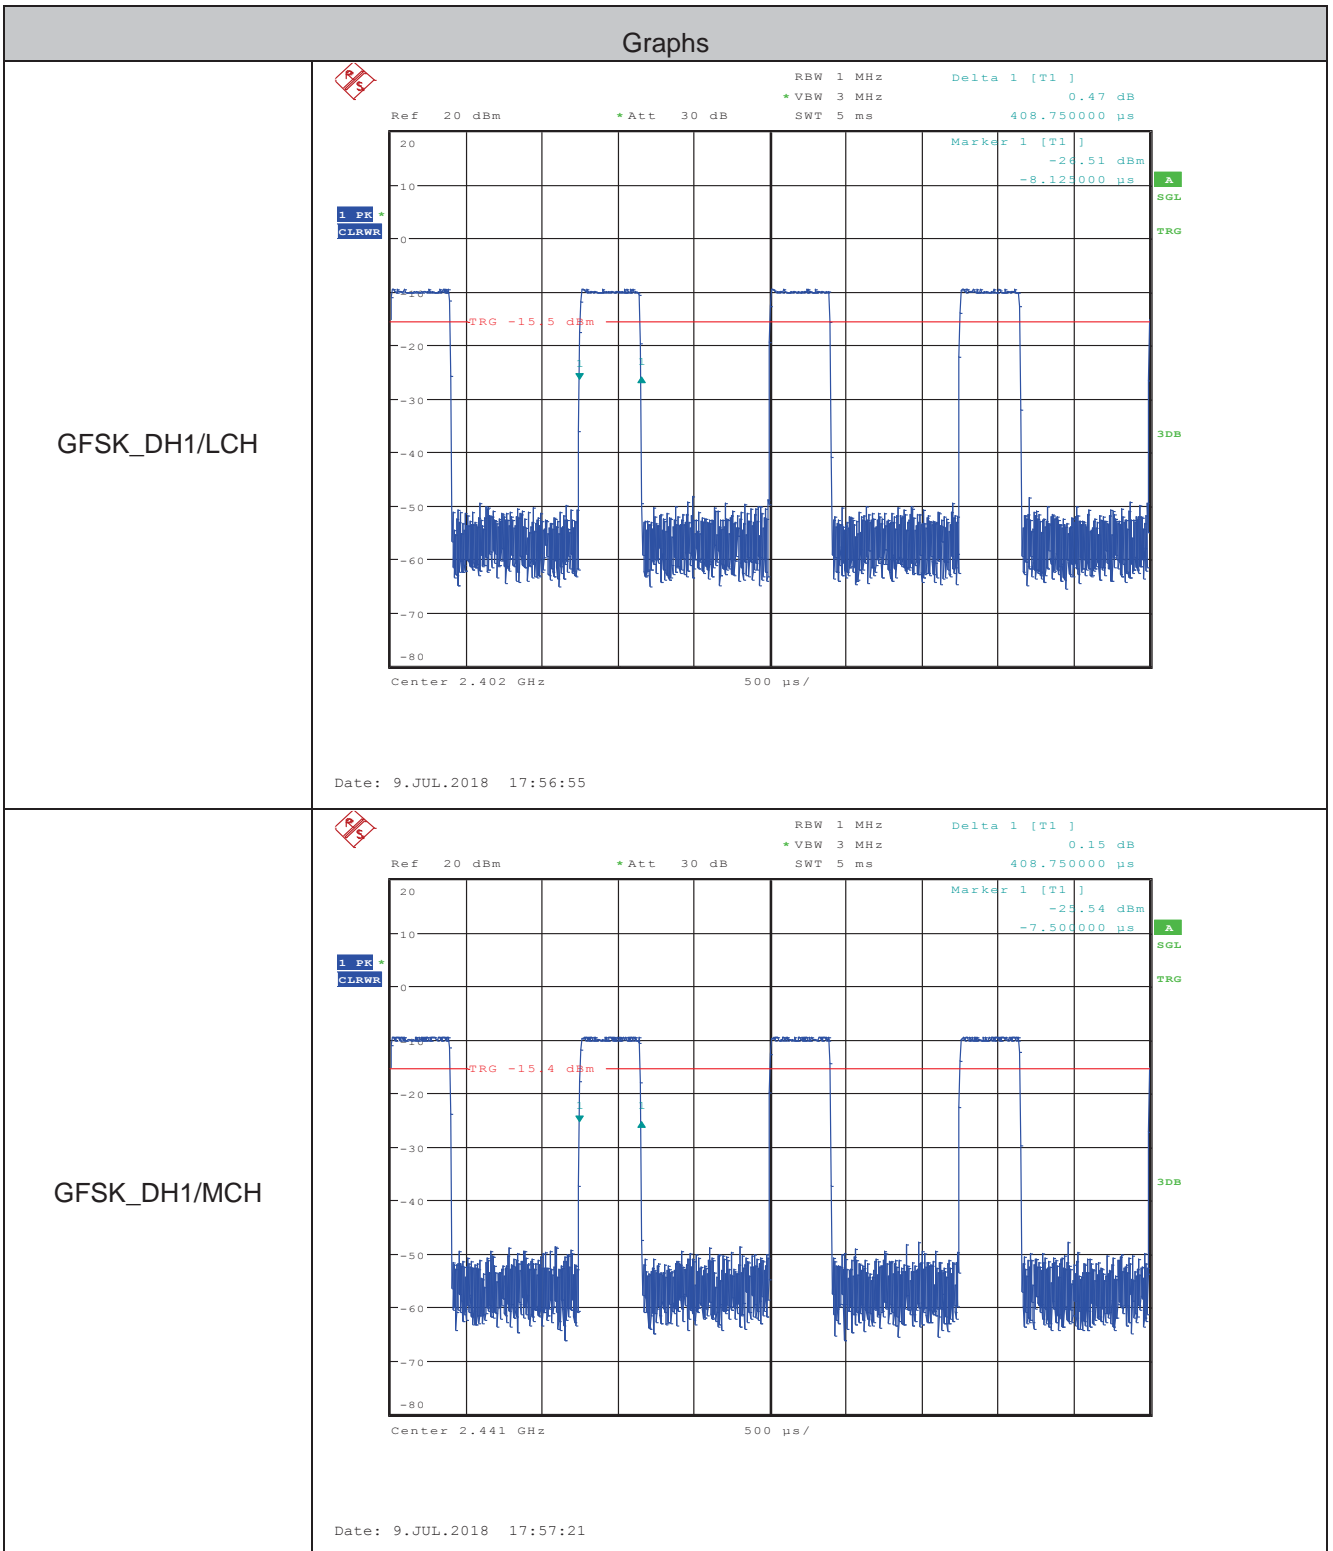 Graphs
GFSK_DH1/LCH
R S
RBW 1 MHz
Delta 1 [T1 ]
* VBW 3 MHz
0.47 dB
Ref 20 dBm
* Att 30 dB
SWT 5 ms
408.750000 µs
20
Marker 1 [T1 ]
-26.51 dBm
-8.125000 µs
A
SGL
TRG
10
1 PK *
CLRWR
0
-10
TRG -15.5 dBm
-20
1
1
-30
3DB
-40
-50
-60
-70
-80
Center 2.402 GHz
500 µs/
Date: 9.JUL.2018 17:56:55
GFSK_DH1/MCH
R S
RBW 1 MHz
Delta 1 [T1 ]
* VBW 3 MHz
0.15 dB
Ref 20 dBm
* Att 30 dB
SWT 5 ms
408.750000 µs
20
Marker 1 [T1 ]
-25.54 dBm
-7.500000 µs
A
SGL
TRG
10
1 PK *
CLRWR
0
-10
TRG -15.4 dBm
-20
1
1
-30
3DB
-40
-50
-60
-70
-80
Center 2.441 GHz
500 µs/
Date: 9.JUL.2018 17:57:21